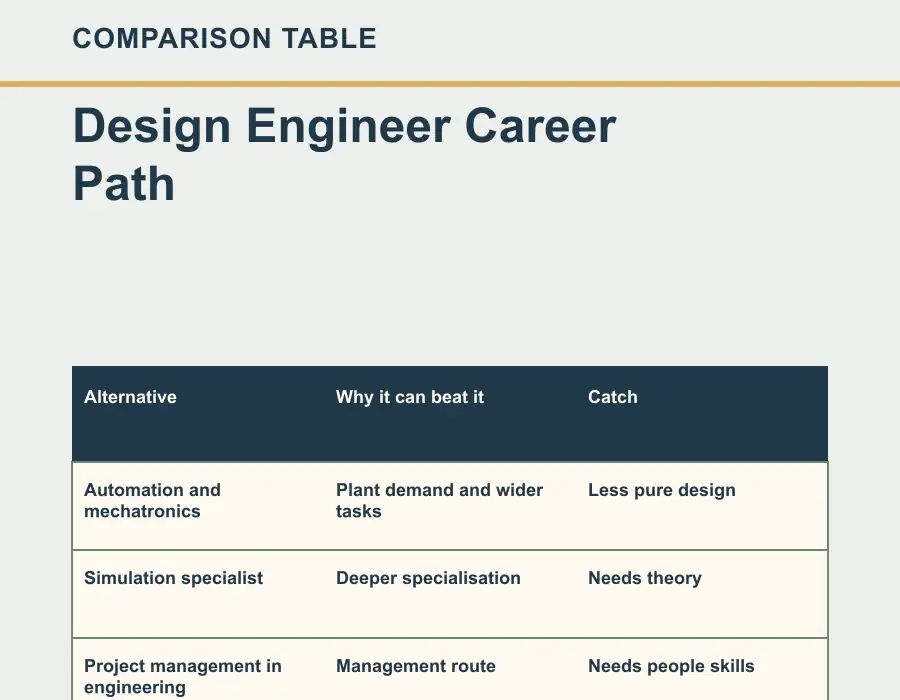 COMPARISON TABLE
Design Engineer Career
Path
Alternative
Why it can beat it
Catch
Automation and
mechatronics
Plant demand and wider
tasks
Less pure design
Simulation specialist
Deeper specialisation
Needs theory
Project management in
engineering
Management route
Needs people skills